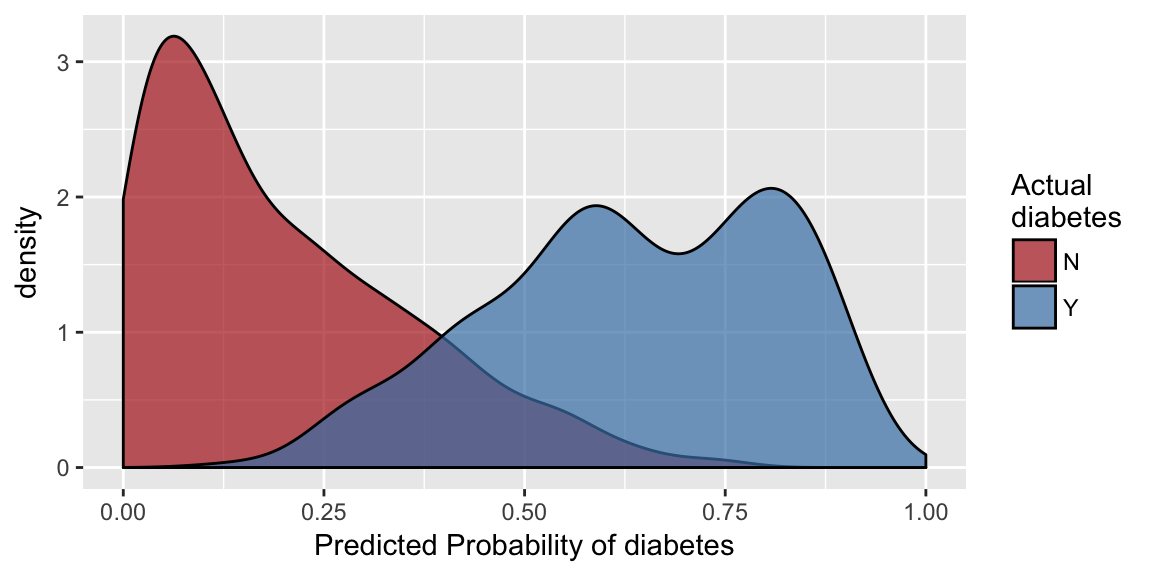 3
2
1
0
density
0.00
0.25
0.50
0.75
1.00
Predicted Probability of diabetes
Actual
diabetes
N
Y